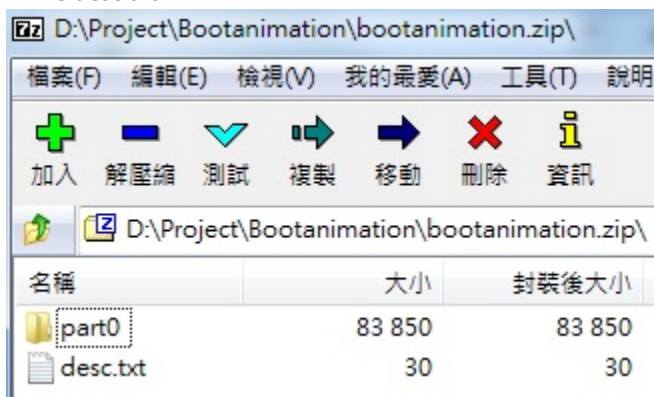 D:\Project\Bootanimation\bootanimation.zip\
檔案(F) 編輯(E) 檢視(V) 我的最愛(A) 工具(T) 說明
加入 解壓縮 測試 複製 移動 刪除 資訊
D:\Project\Bootanimation\bootanimation.zip\
名稱 大小 封裝後大小
part0 83 850 83 850
desc.txt 30 30